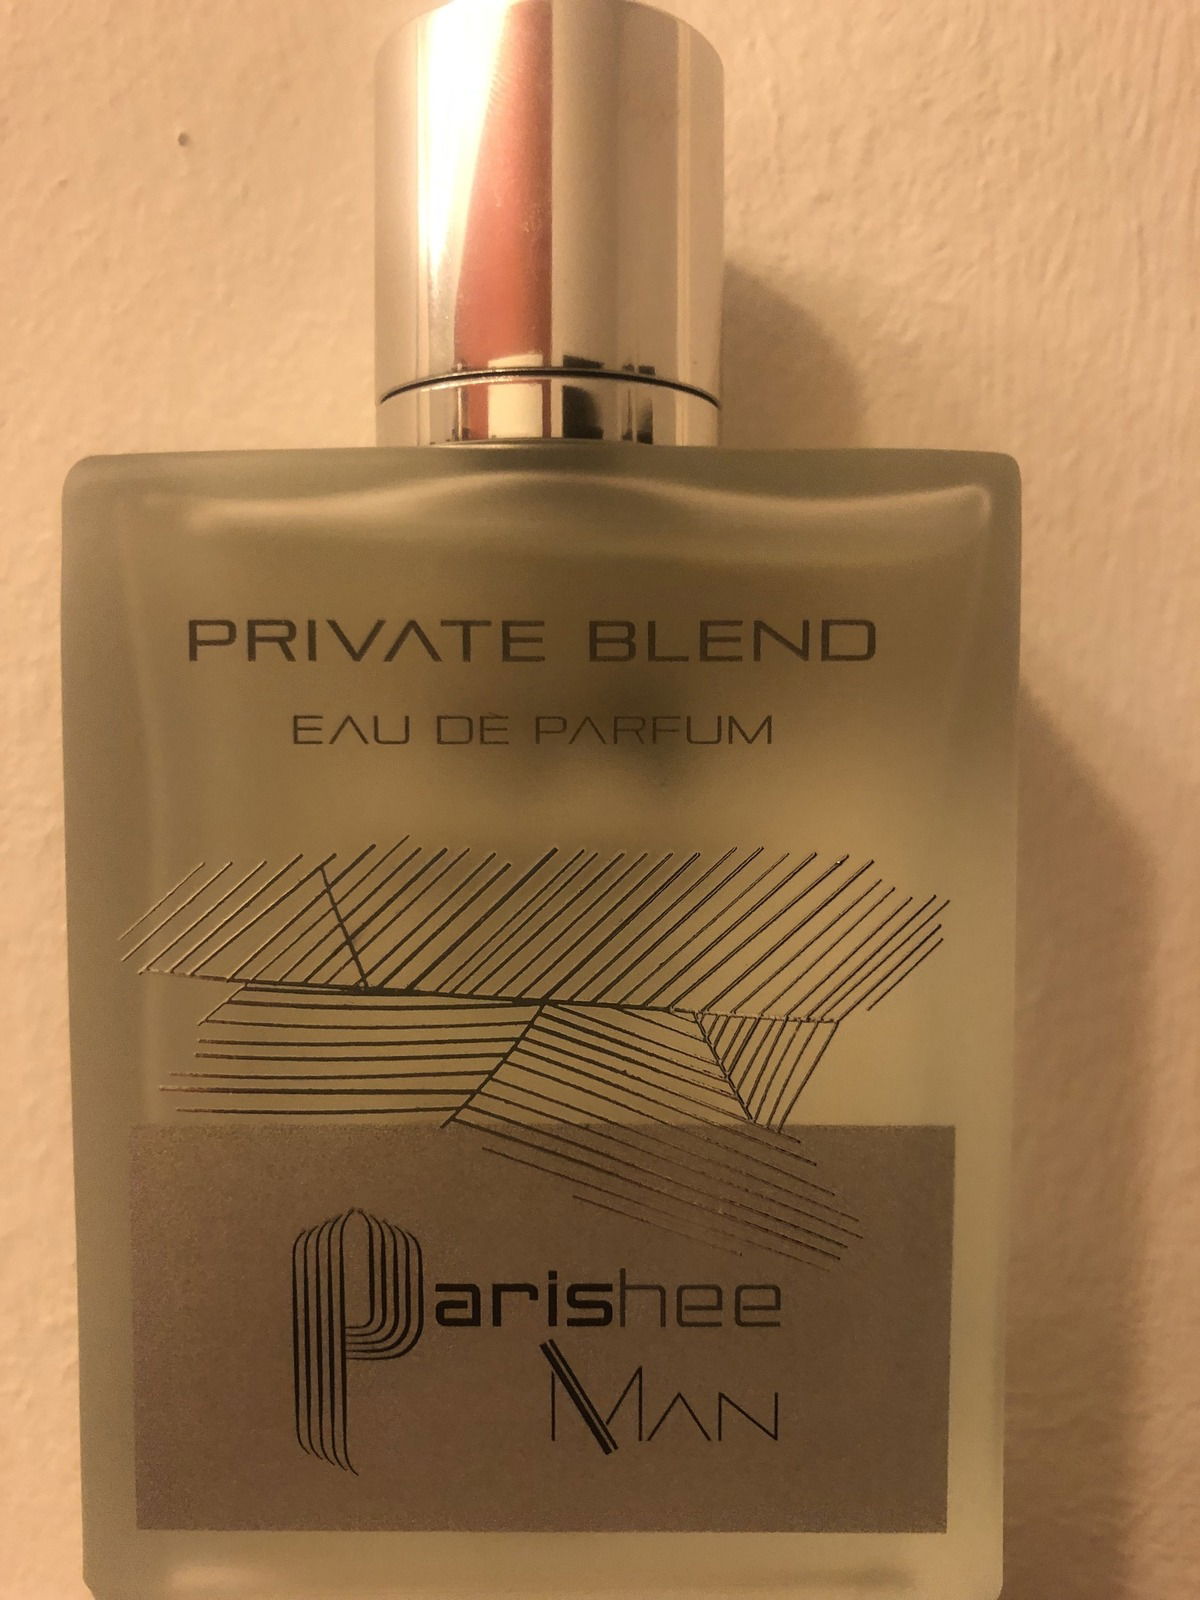 PRIVATE BLEND
EAU DÈ PARFUM
Parishee
MAN